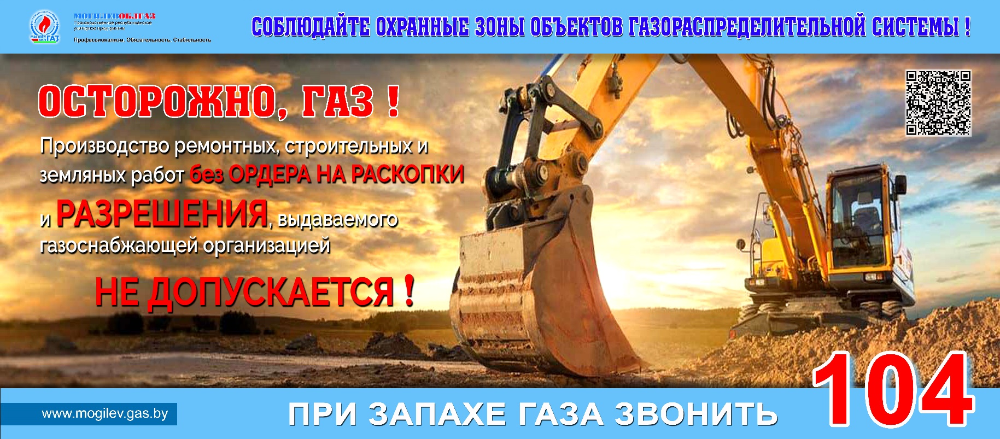 МАГIЛЁЎ
АБЛ ГАЗ
МОГИЛЕВОБЛГАЗ
Производственное республиканское
унитарное предприятие
Профессионализм. Обязательность. Стабильность
СОБЛЮДАЙТЕ ОХРАННЫЕ ЗОНЫ ОБЪЕКТОВ ГАЗОРАСПРЕДЕЛИТЕЛЬНОЙ СИСТЕМЫ !
ОСТОРОЖНО, ГАЗ !
Производство ремонтных, строительных и
земляных работ без ОРДЕРА НА РАСКОПКИ
и РАЗРЕШЕНИЯ, выдаваемого
газоснабжающей организацией
НЕ ДОПУСКАЕТСЯ !
www.mogilev.gas.by
ПРИ ЗАПАХЕ ГАЗА ЗВОНИТЬ 104